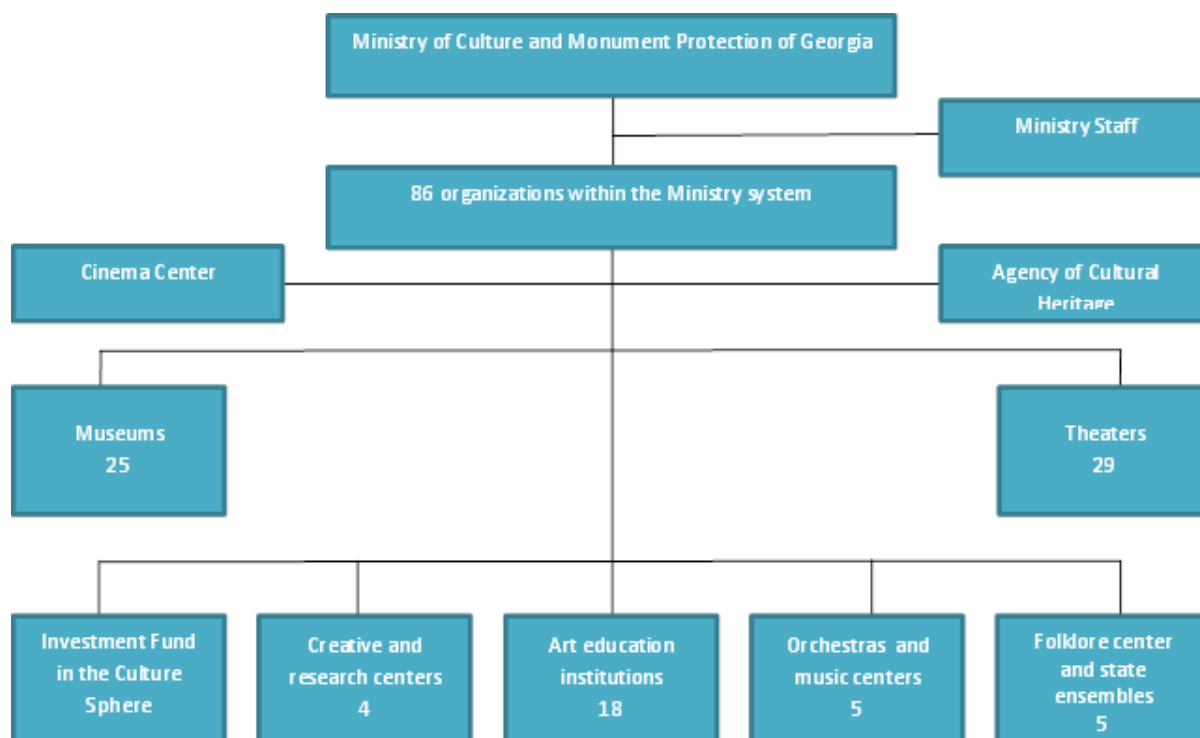 Ministry of Culture and Monument Protection of Georgia
Ministry Staff
86 organizations within the Ministry system
Cinema Center
Agency of Cultural
Heritage
Museums
25
Theaters
29
Investment Fund
in the Culture
Sphere
Creative and
research centers
4
Art education
institutions
18
Orchestras and
music centers
5
Folklore center
and state
ensembles
5